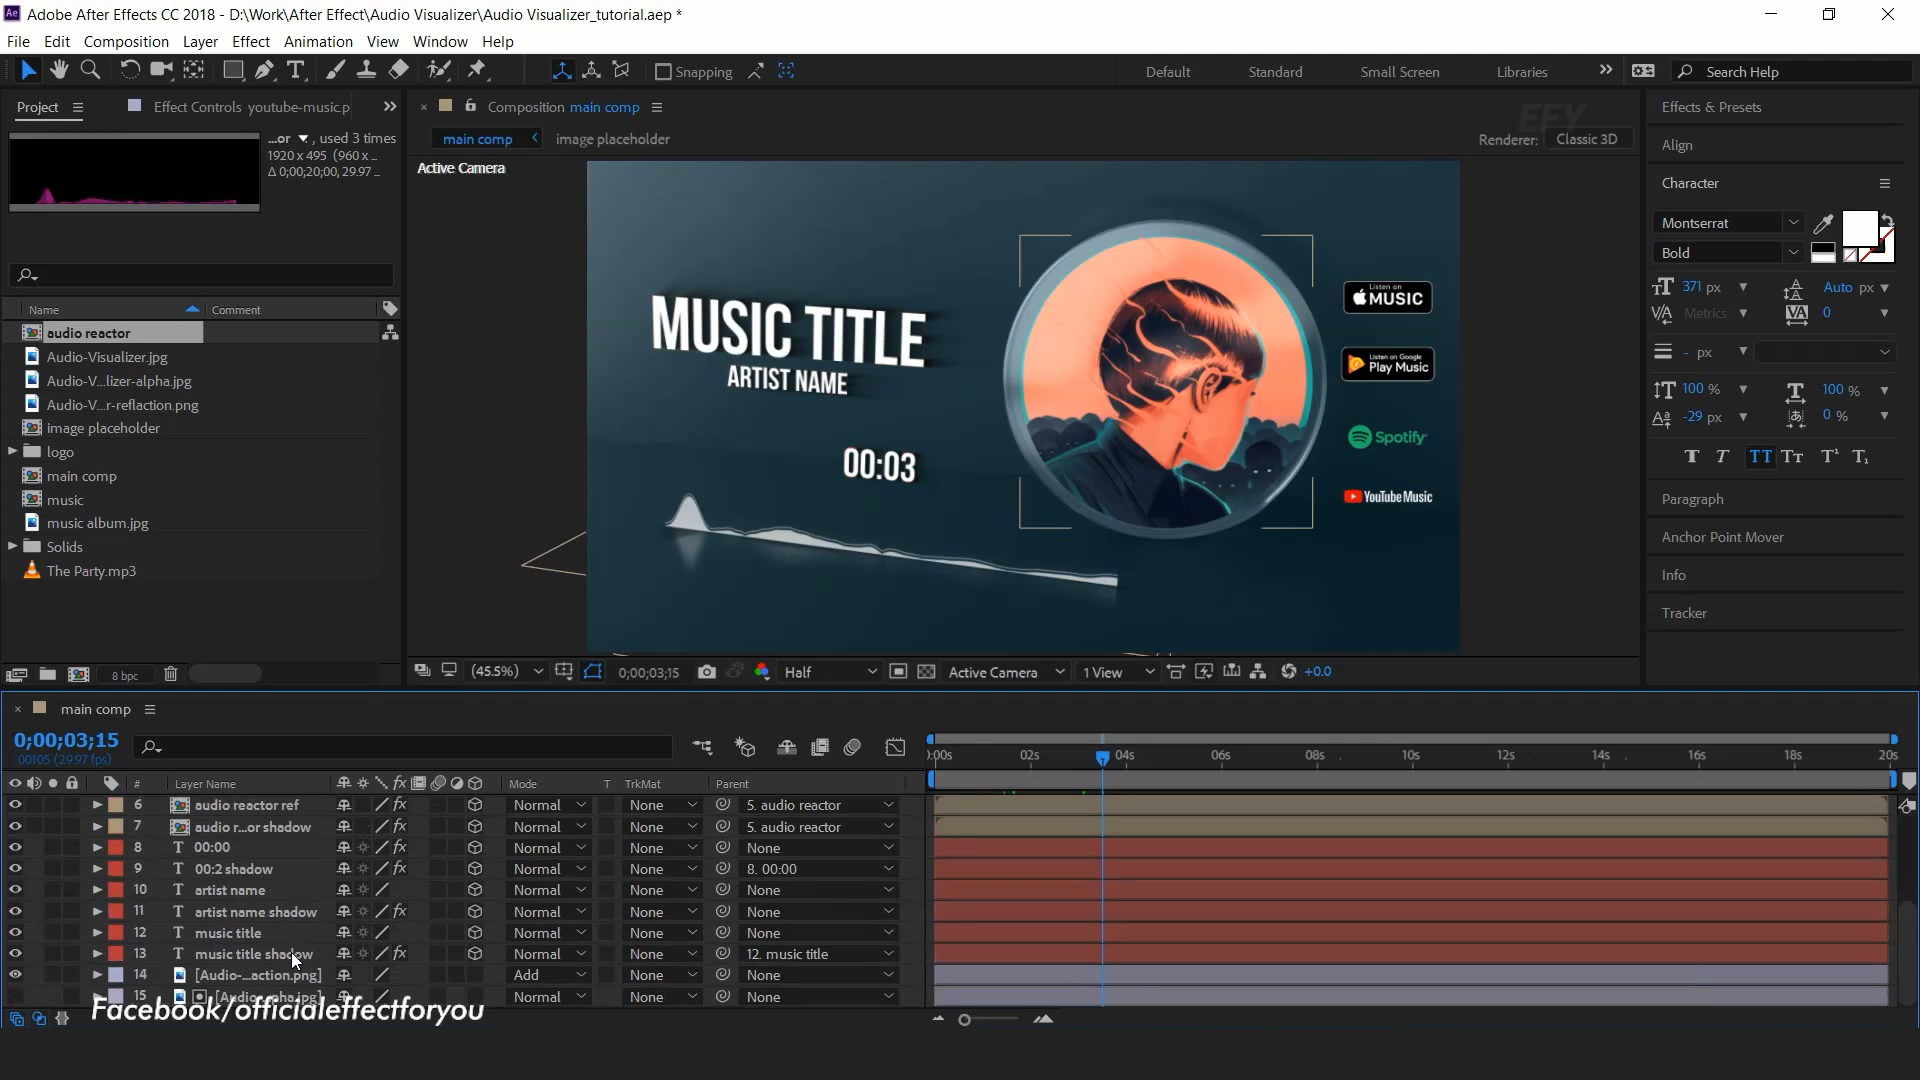 Adobe After Effects CC 2018 - D:\Work\After Effect\Audio Visualizer\Audio Visualizer_tutorial.aep *
File Edit Composition Layer Effect Animation View Window Help
Snapping Default Standard Small Screen Libraries Search Help
Project Effect Controls youtube-music.p Composition main comp
EFY
...or , used 3 times
1920 x 495 (960 x ...
Δ 0;00;20;00, 29.97 ...
main comp image placeholder
Renderer: Classic 3D
Active Camera
MUSIC TITLE
ARTIST NAME
00:03
Listen on
MUSIC
Listen on Google
Play Music
Spotify
YouTube Music
Name Comment
audio reactor
Audio-Visualizer.jpg
Audio-V...lizer-alpha.jpg
Audio-V...r-reflaction.png
image placeholder
logo
main comp
music
music album.jpg
Solids
The Party.mp3
8 bpc
(45.5%) 0;00;03;15 Half Active Camera 1 View +0.0
Effects & Presets
Align
Character
Montserrat
Bold
371 px Auto px
Metrics 0
- px
100 % 100 %
-29 px 0 %
Paragraph
Anchor Point Mover
Info
Tracker
main comp
0;00;03;15
00105 (29.97 fps)
:00s 02s 04s 06s 08s 10s 12s 14s 16s 18s 20s
# Layer Name Mode T TrkMat Parent
6 audio reactor ref Normal None 5. audio reactor
7 audio r...or shadow Normal None 5. audio reactor
8 00:00 Normal None None
9 00:2 shadow Normal None 8. 00:00
10 artist name Normal None None
11 artist name shadow Normal None None
12 music title Normal None None
13 music title shadow Normal None 12. music title
14 [Audio-...action.png] Add None None
15 [Audio...pha.jpg] Normal None None
Facebook/officialeffectforyou